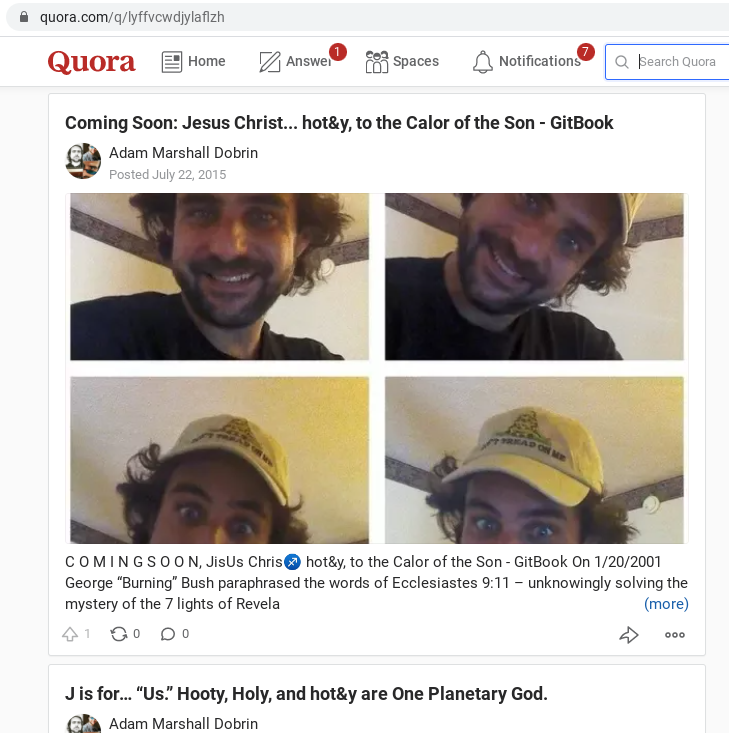 quora.com/q/lyffvcwdjylaflzh
Quora
Home
Answer
1
Spaces
Notifications
7
Search Quora
Coming Soon: Jesus Christ... hot&y, to the Calor of the Son - GitBook
Adam Marshall Dobrin
Posted July 22, 2015
DON'T TREAD ON ME
C O M I N G S O O N, JisUs Chris♐ hot&y, to the Calor of the Son - GitBook On 1/20/2001
George “Burning” Bush paraphrased the words of Ecclesiastes 9:11 – unknowingly solving the
mystery of the 7 lights of Revela
(more)
1
0
0
J is for… “Us.” Hooty, Holy, and hot&y are One Planetary God.
Adam Marshall Dobrin